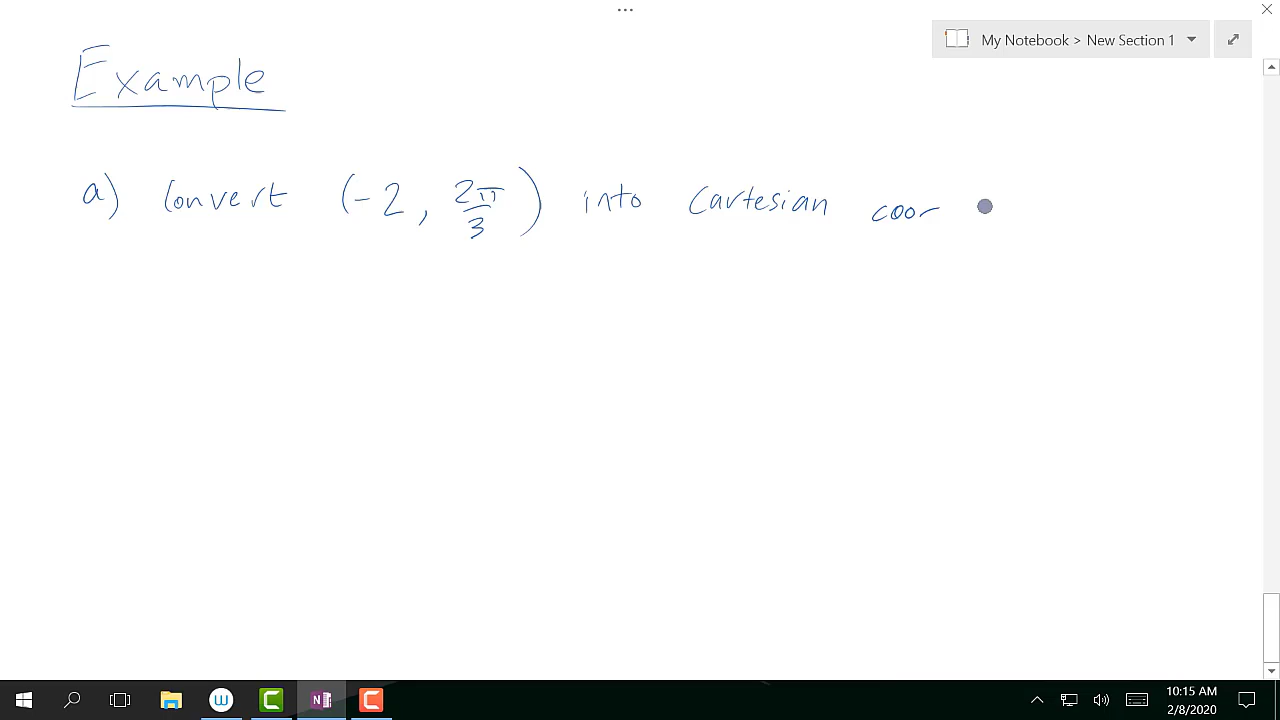 ...
My Notebook > New Section 1
Example
a) Convert (-2, 2π/3) into Cartesian coor
W
N
10:15 AM
2/8/2020